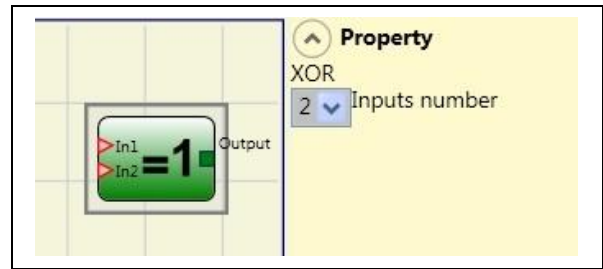 Property
XOR
2 Inputs number
In1
In2
=1
Output